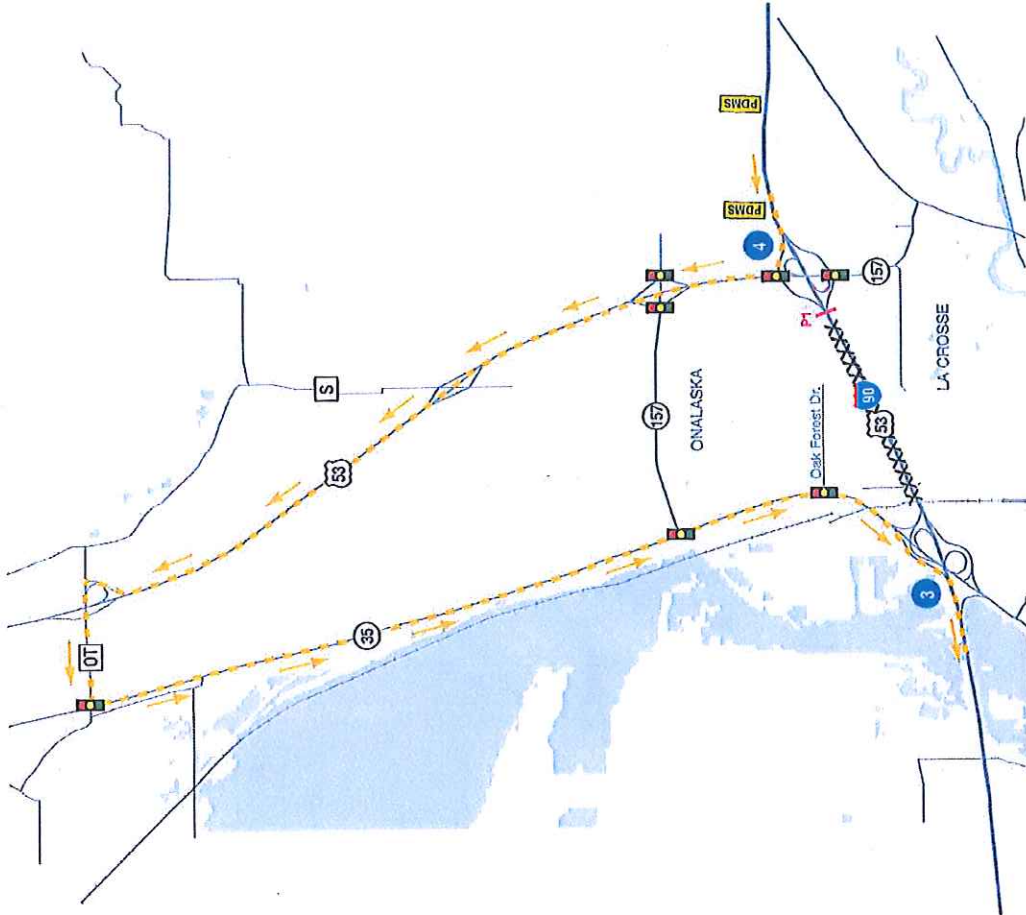 PDMS
PDMS
4
157
P1
LA CROSSE
90
53
S
157
ONALASKA
Oak Forest Dr.
53
OT
35
3